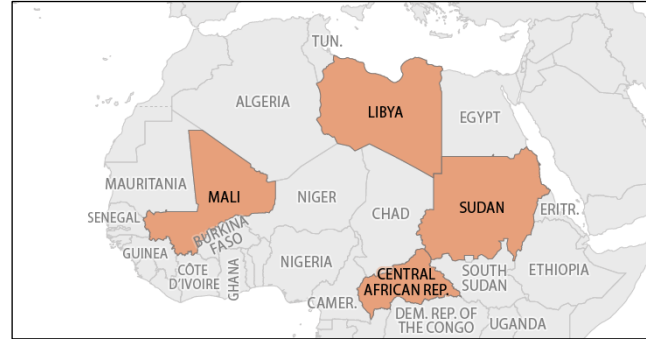 TUN.
ALGERIA
LIBYA
EGYPT
MAURITANIA
MALI
NIGER
CHAD
SUDAN
ERITR.
SENEGAL
BURKINA
FASO
GUINEA
CÔTE
D'IVOIRE
GHANA
NIGERIA
CENTRAL
AFRICAN REP.
SOUTH
SUDAN
ETHIOPIA
CAMER.
DEM. REP. OF
THE CONGO
UGANDA